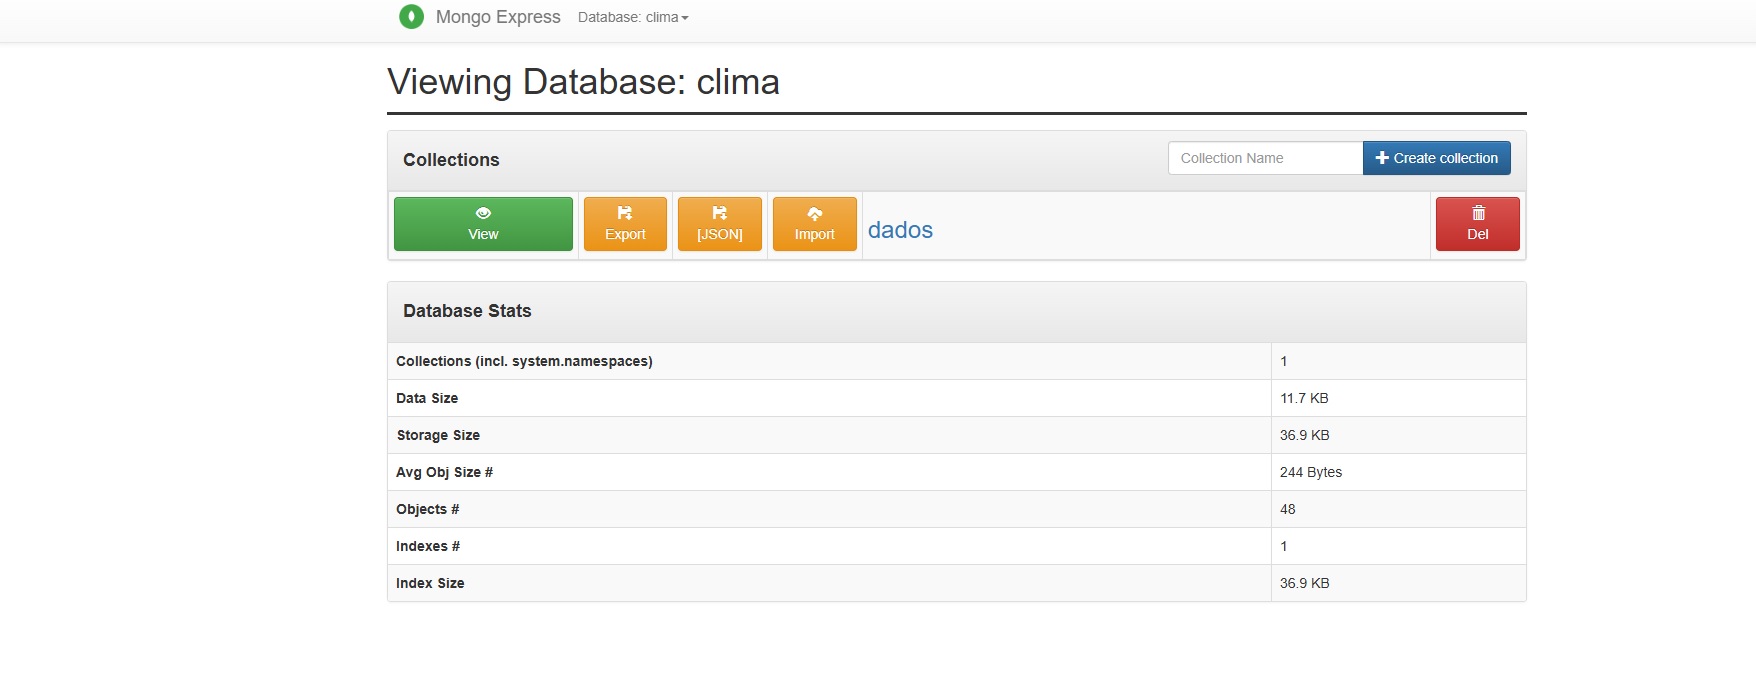 Mongo Express Database: clima
Viewing Database: clima
Collections
Collection Name
Create collection
View
Export
[JSON]
Import
dados
Del
Database Stats
Collections (incl. system.namespaces) 1
Data Size 11.7 KB
Storage Size 36.9 KB
Avg Obj Size # 244 Bytes
Objects # 48
Indexes # 1
Index Size 36.9 KB